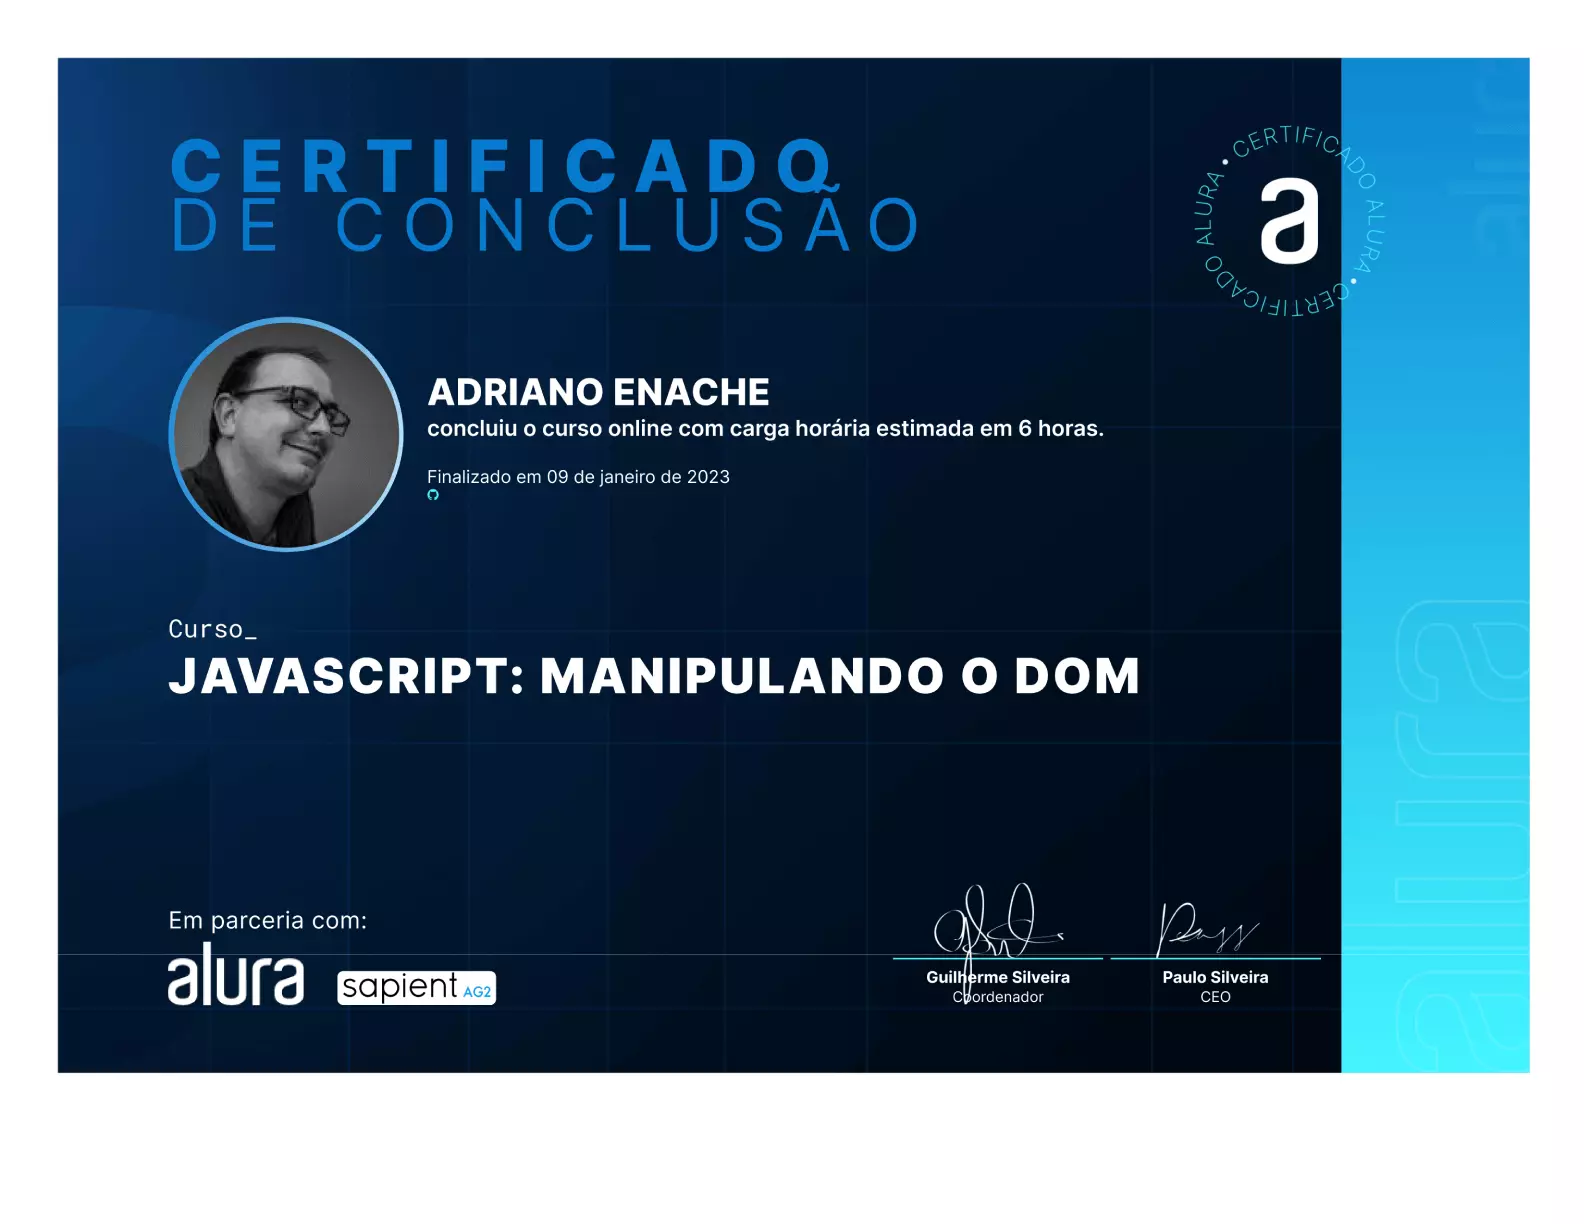 CERTIFICADO
DE CONCLUSÃO
CERTIFICADO ALURA • CERTIFICADO ALURA •
a
ADRIANO ENACHE
concluiu o curso online com carga horária estimada em 6 horas.
Finalizado em 09 de janeiro de 2023
Curso_
JAVASCRIPT: MANIPULANDO O DOM
Em parceria com:
alura
sapient AG2
Guilherme Silveira
Coordenador
Paulo Silveira
CEO
alura
alura